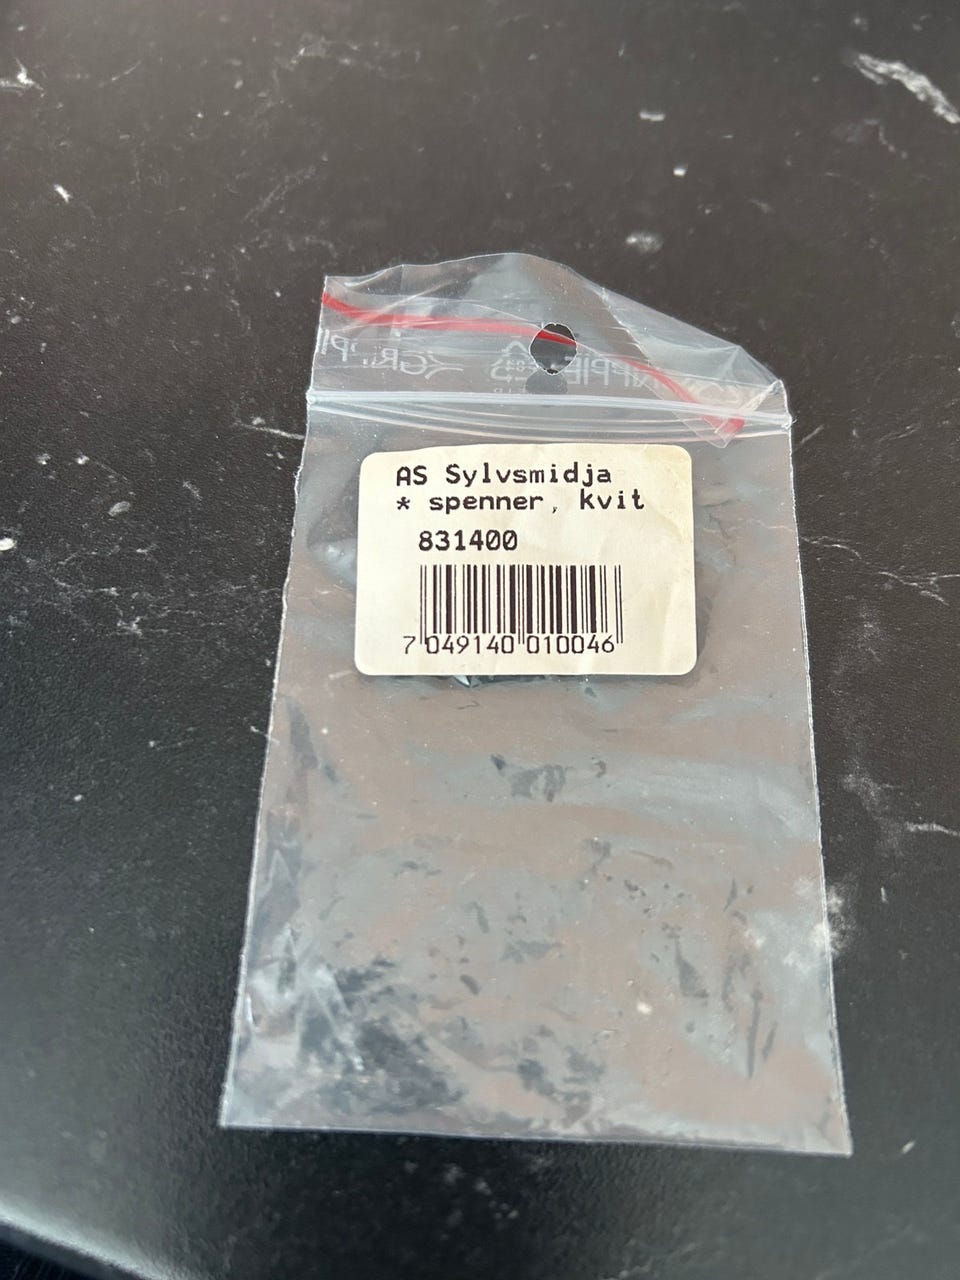 AS Sylvsmidja
* spenner, kvit
831400
7 049140 010046